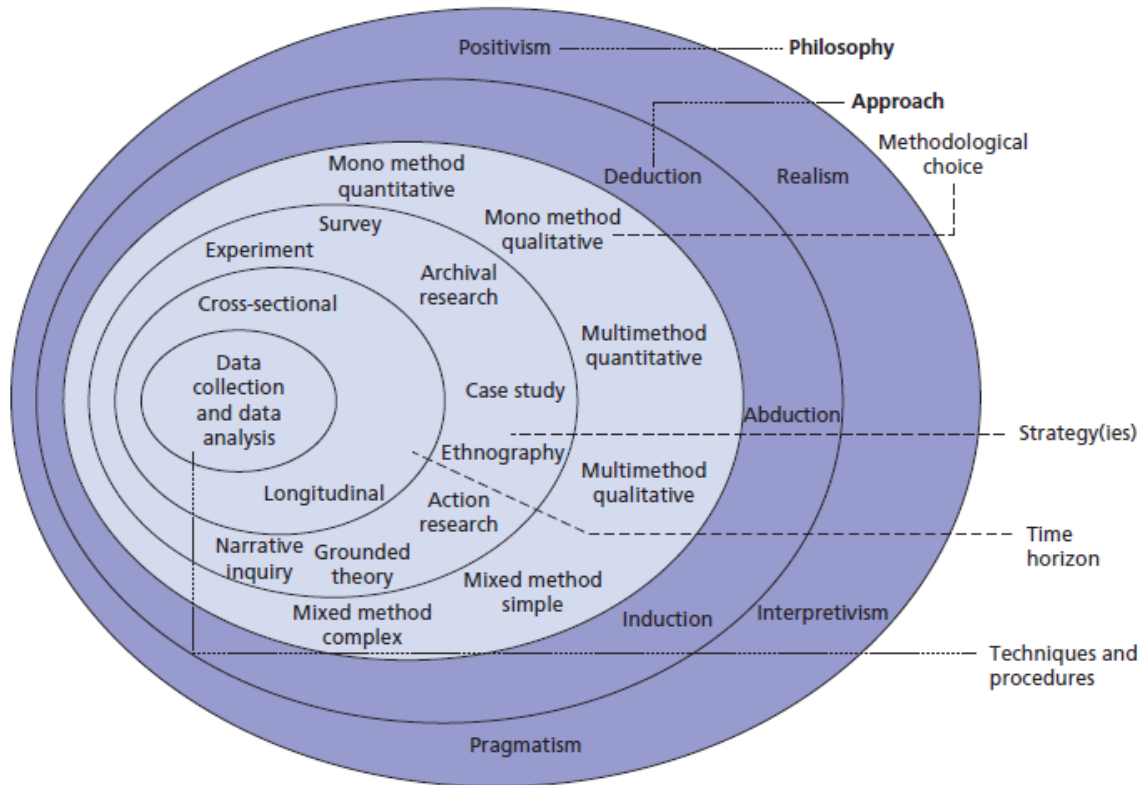 Positivism
Philosophy
Approach
Methodological
choice
Mono method
quantitative
Deduction
Realism
Survey
Mono method
qualitative
Experiment
Archival
research
Cross-sectional
Multimethod
quantitative
Data
collection
and data
analysis
Case study
Abduction
Strategy(ies)
Ethnography
Multimethod
qualitative
Longitudinal
Action
research
Time
horizon
Narrative
inquiry
Grounded
theory
Mixed method
simple
Mixed method
complex
Induction
Interpretivism
Techniques and
procedures
Pragmatism